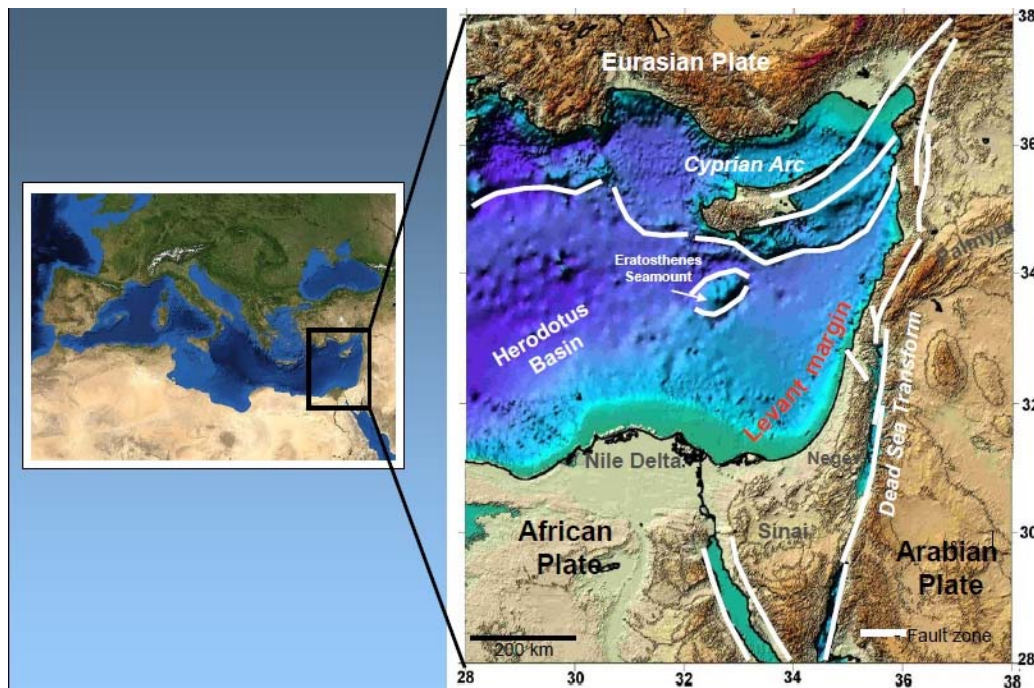 38
Eurasian Plate
36
Cyprian Arc
Palmyra
34
Eratosthenes
Seamount
Herodotus
Basin
Levant margin
Dead Sea Transform
32
Nile Delta
Negev
30
Sinai
African
Plate
Arabian
Plate
Fault zone
200 km
28
28
30
32
34
36
38